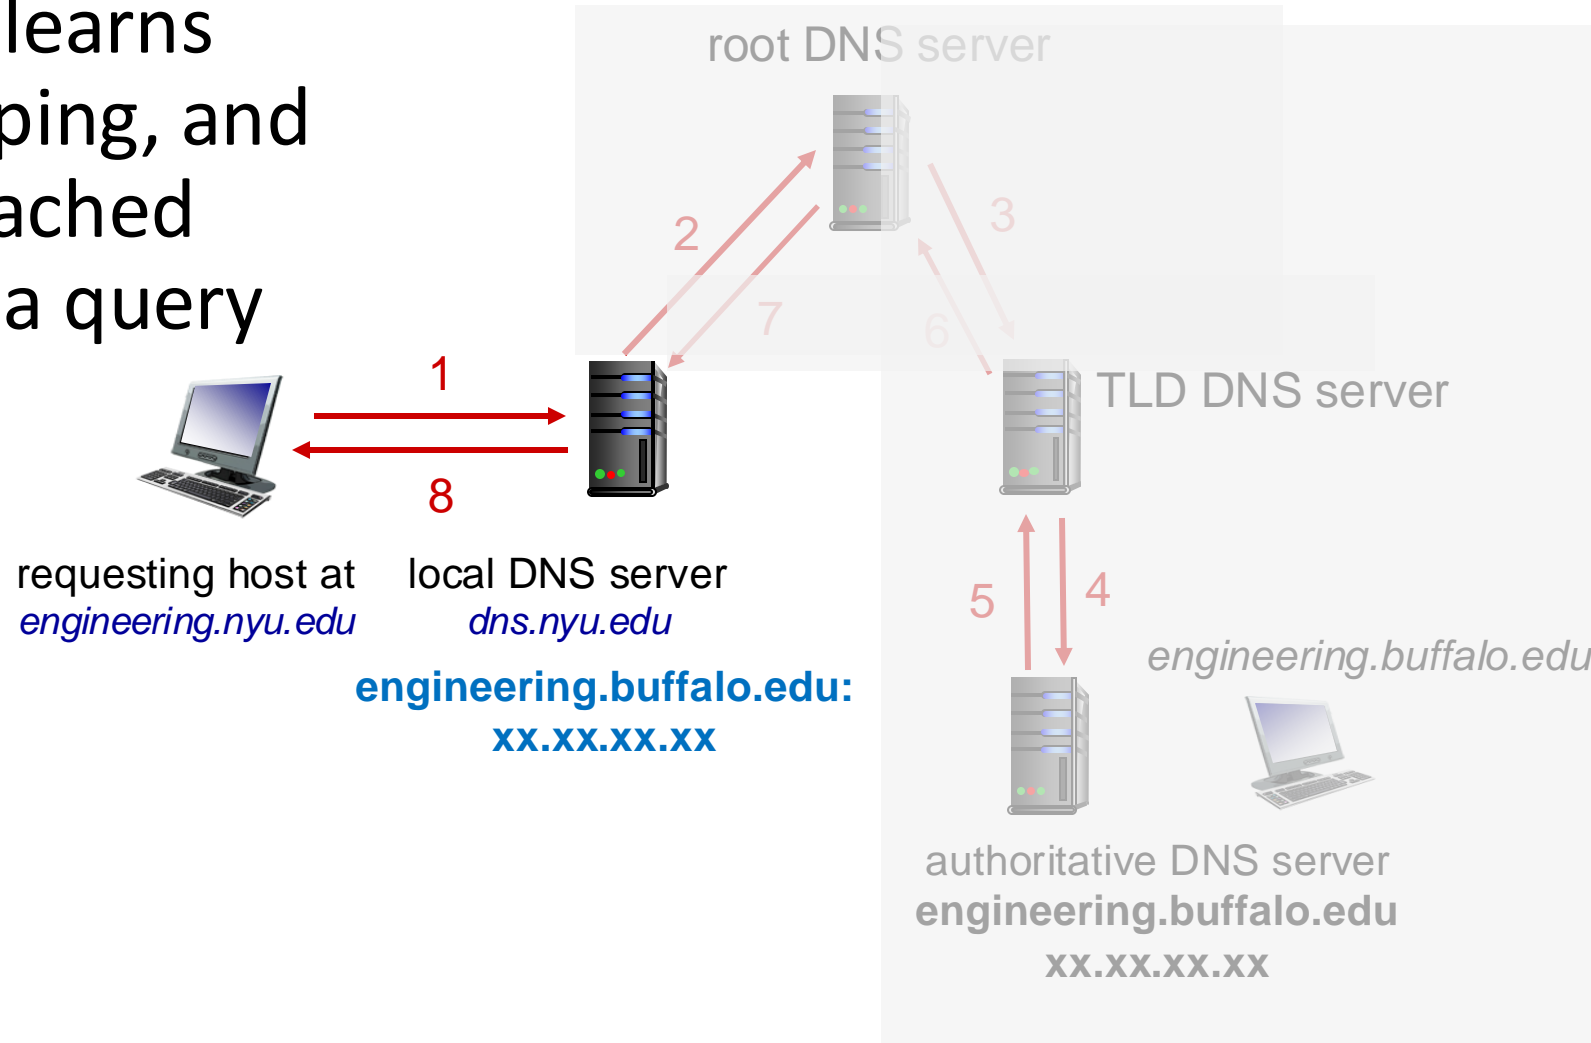 learns
ping, and
ached
a query
root DNS server
2
3
7
6
1
8
TLD DNS server
requesting host at
engineering.nyu.edu
local DNS server
dns.nyu.edu
engineering.buffalo.edu:
xx.xx.xx.xx
5
4
engineering.buffalo.edu
authoritative DNS server
engineering.buffalo.edu
xx.xx.xx.xx